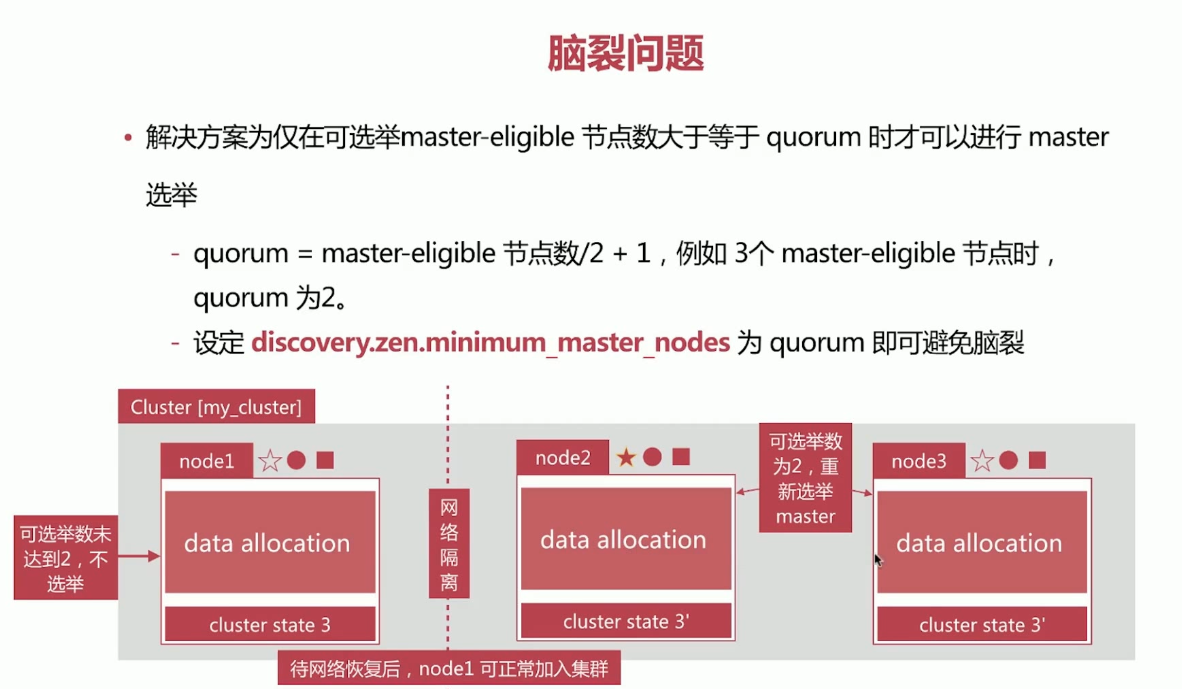 脑裂问题
• 解决方案为仅在可选举master-eligible 节点数大于等于 quorum 时才可以进行 master
选举
- quorum = master-eligible 节点数/2 + 1，例如 3个 master-eligible 节点时，
quorum 为2。
- 设定 discovery.zen.minimum_master_nodes 为 quorum 即可避免脑裂
Cluster [my_cluster]
node1
data allocation
cluster state 3
可选举数未
达到2，不
选举
网
络
隔
离
node2
data allocation
cluster state 3'
可选举数
为2，重
新选举
master
node3
data allocation
cluster state 3'
待网络恢复后，node1 可正常加入集群